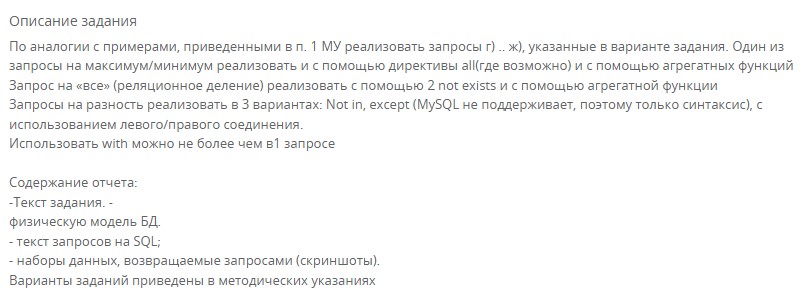 Описание задания
По аналогии с примерами, приведенными в п. 1 МУ реализовать запросы г) .. ж), указанные в варианте задания. Один из
запросы на максимум/минимум реализовать и с помощью директивы all(где возможно) и с помощью агрегатных функций
Запрос на «все» (реляционное деление) реализовать с помощью 2 not exists и с помощью агрегатной функции
Запросы на разность реализовать в 3 вариантах: Not in, except (MySQL не поддерживает, поэтому только синтаксис), с
использованием левого/правого соединения.
Использовать with можно не более чем в1 запросе
Содержание отчета:
-Текст задания. -
физическую модель БД.
- текст запросов на SQL;
- наборы данных, возвращаемые запросами (скриншоты).
Варианты заданий приведены в методических указаниях